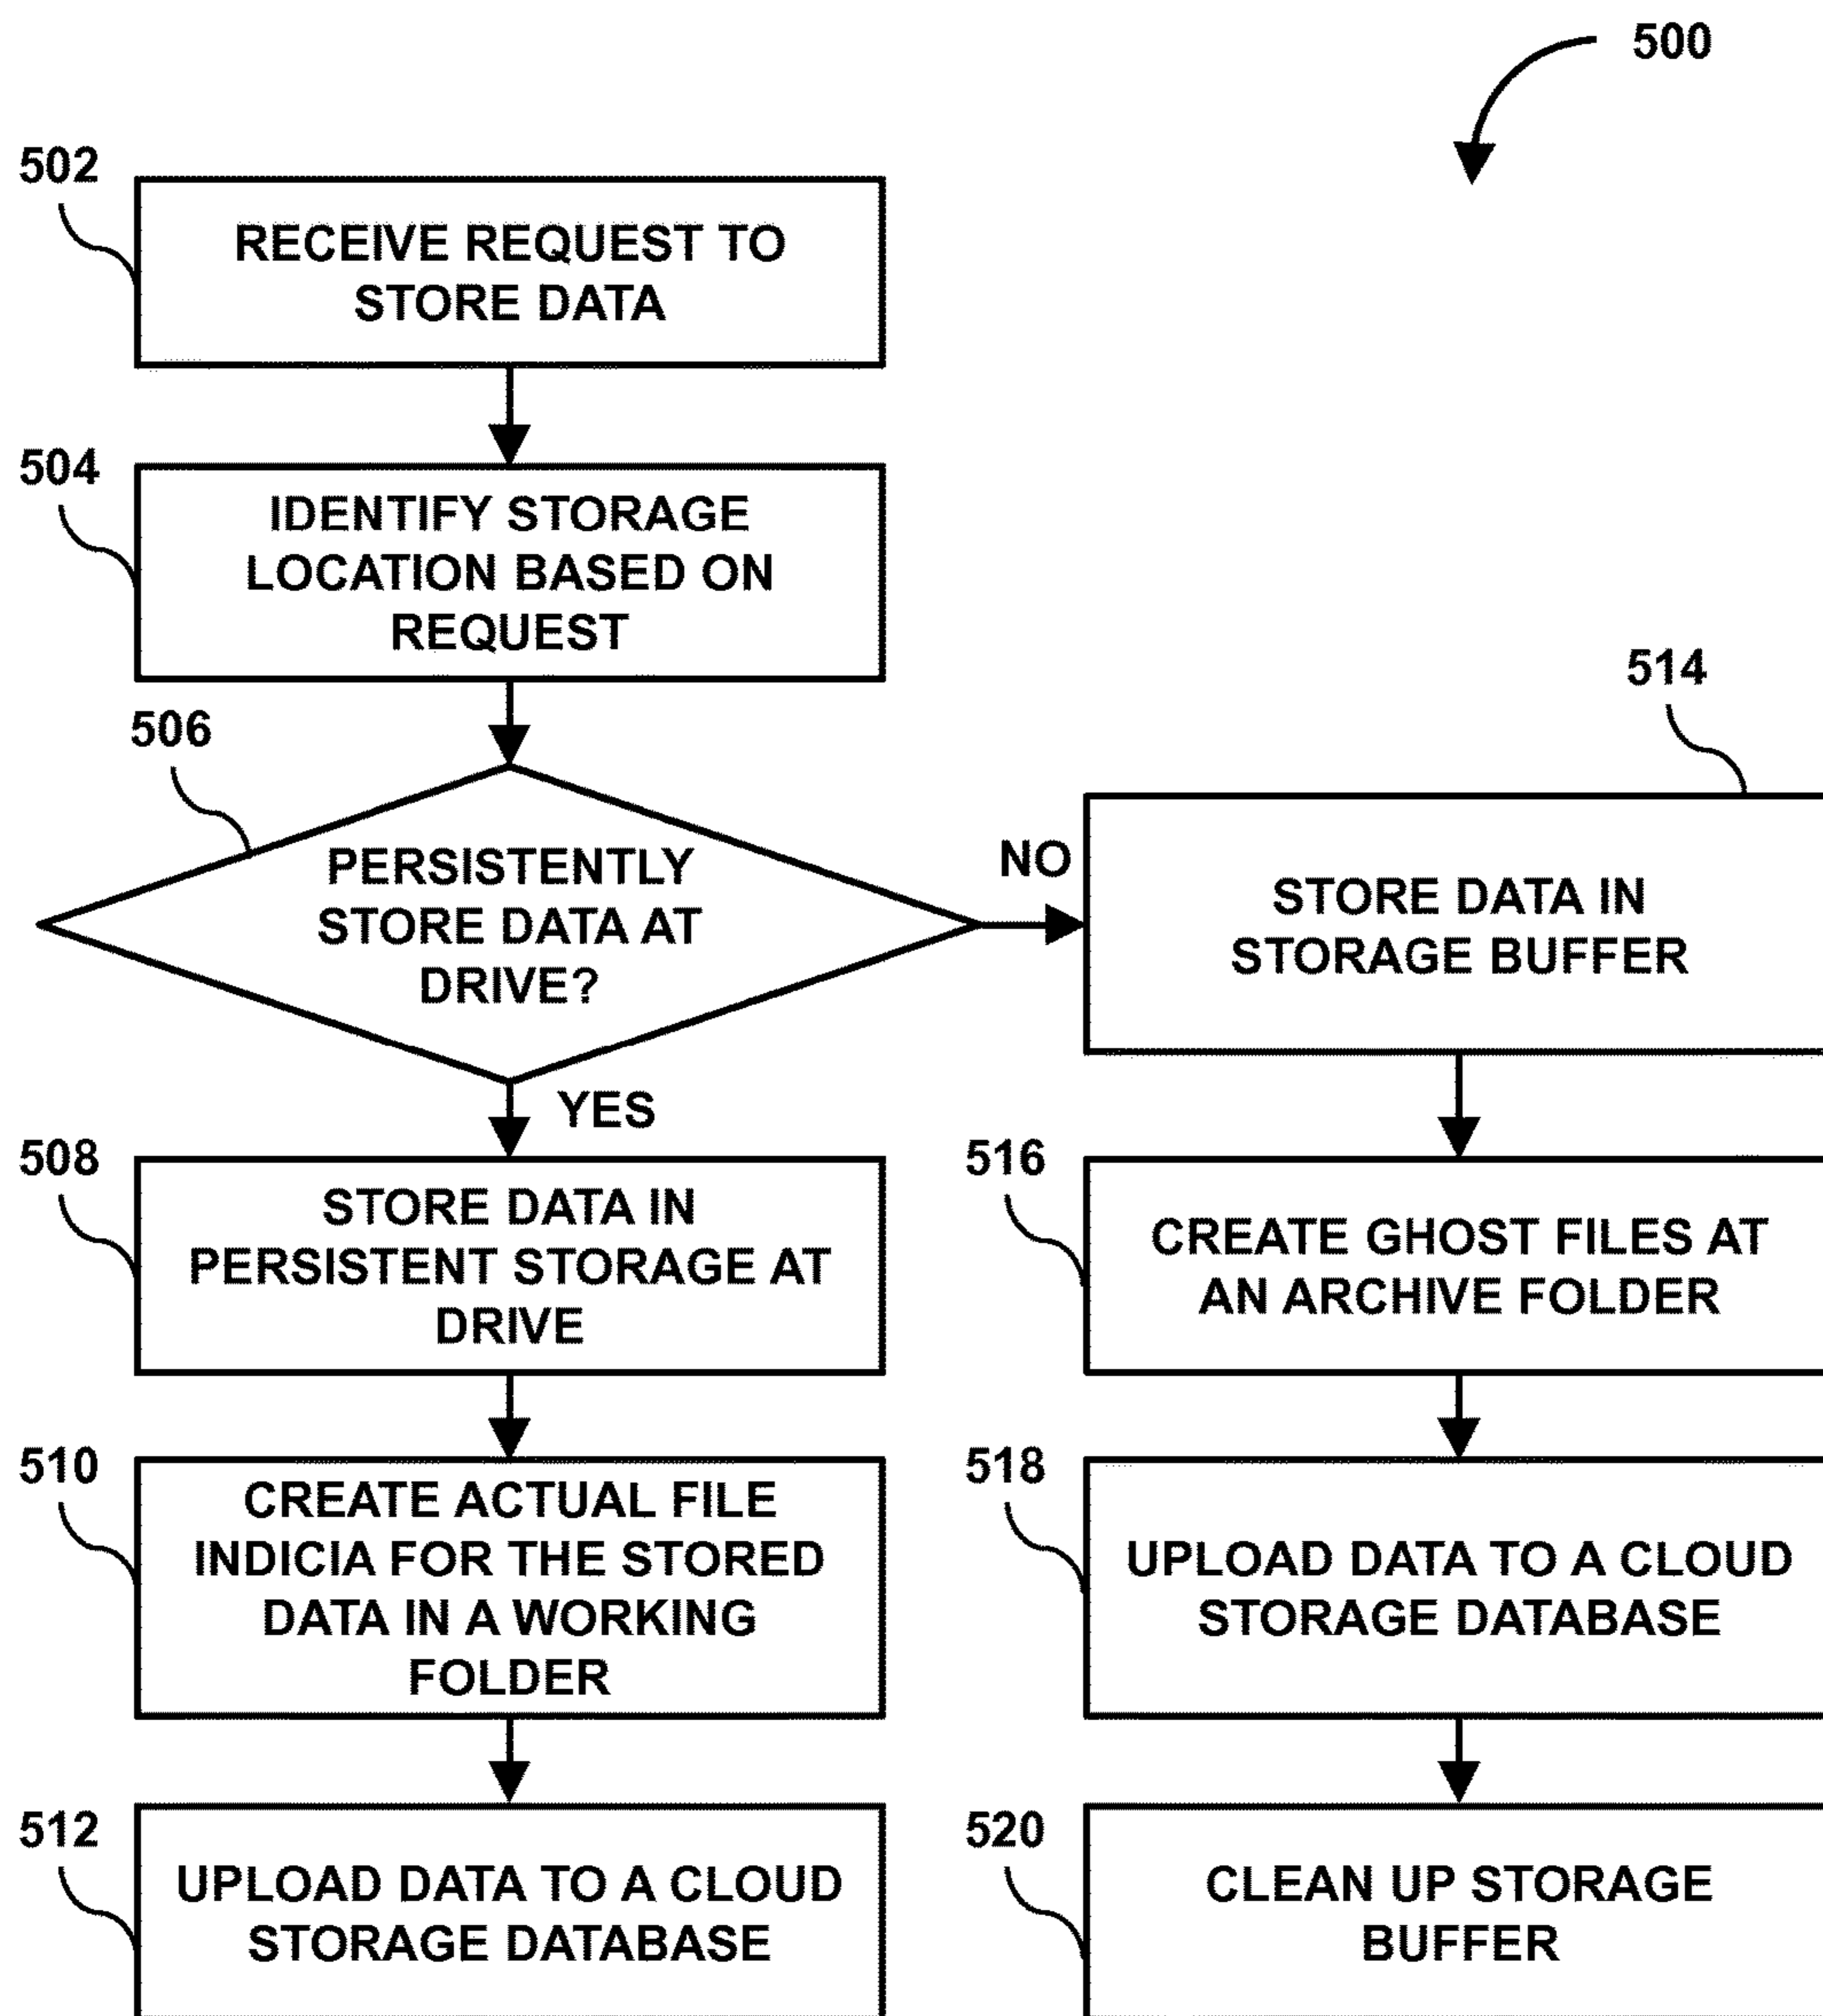 500
502
RECEIVE REQUEST TO
STORE DATA
504
IDENTIFY STORAGE
LOCATION BASED ON
REQUEST
506
PERSISTENTLY
STORE DATA AT
DRIVE?
NO
YES
514
STORE DATA IN
STORAGE BUFFER
508
STORE DATA IN
PERSISTENT STORAGE AT
DRIVE
516
CREATE GHOST FILES AT
AN ARCHIVE FOLDER
510
CREATE ACTUAL FILE
INDICIA FOR THE STORED
DATA IN A WORKING
FOLDER
518
UPLOAD DATA TO A CLOUD
STORAGE DATABASE
512
UPLOAD DATA TO A CLOUD
STORAGE DATABASE
520
CLEAN UP STORAGE
BUFFER